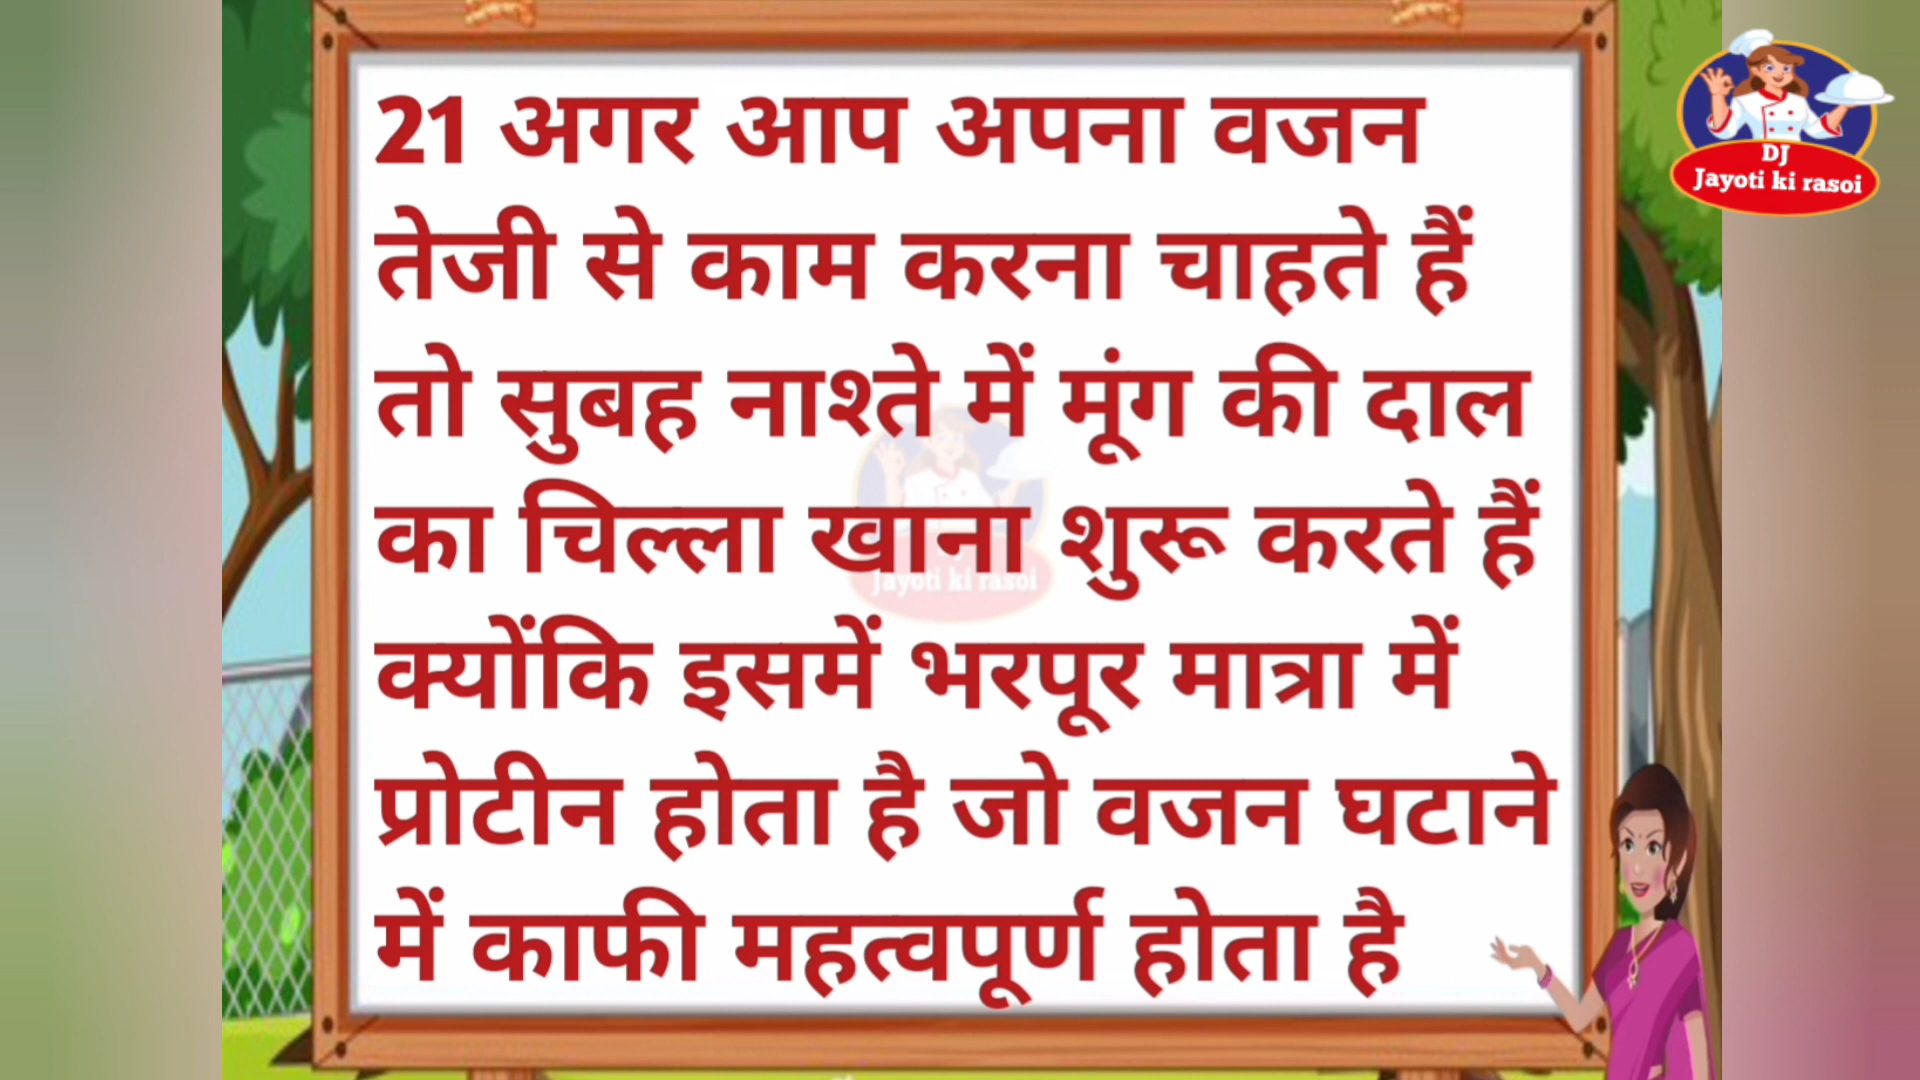 21 अगर आप अपना वजन
तेजी से काम करना चाहते हैं
तो सुबह नाश्ते में मूंग की दाल
का चिल्ला खाना शुरू करते हैं
क्योंकि इसमें भरपूर मात्रा में
प्रोटीन होता है जो वजन घटाने
में काफी महत्वपूर्ण होता है
DJ
Jayoti ki rasoi
Jayoti ki rasoi